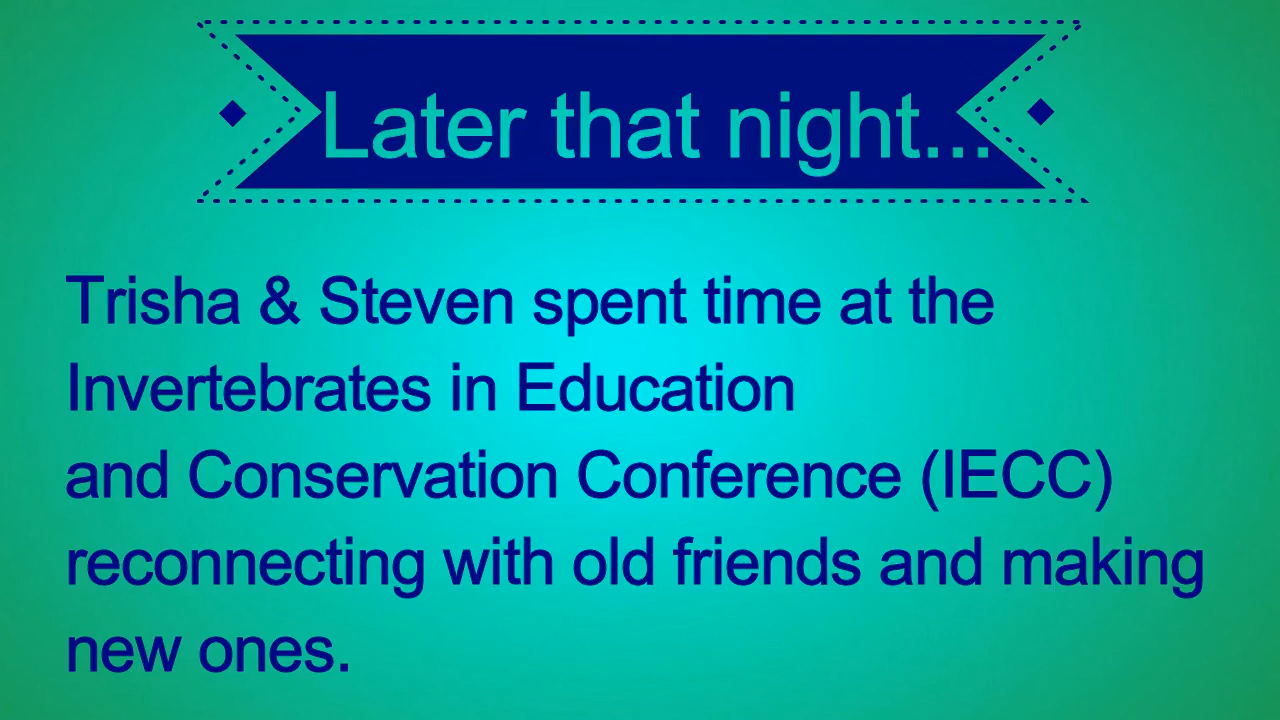 Later that night...
Trisha & Steven spent time at the
Invertebrates in Education
and Conservation Conference (IECC)
reconnecting with old friends and making
new ones.